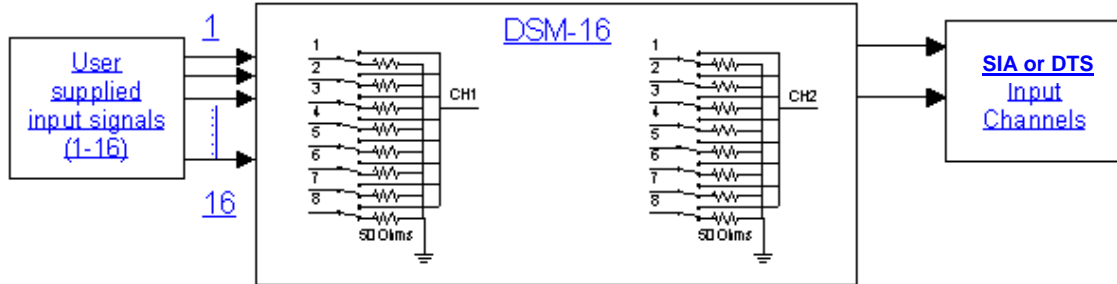 1
User
supplied
input signals
(1-16)
16
DSM-16
1
2
3
4
5
6
7
8
CH1
50 Ohms
1
2
3
4
5
6
7
8
CH2
50 Ohms
SIA or DTS
Input
Channels